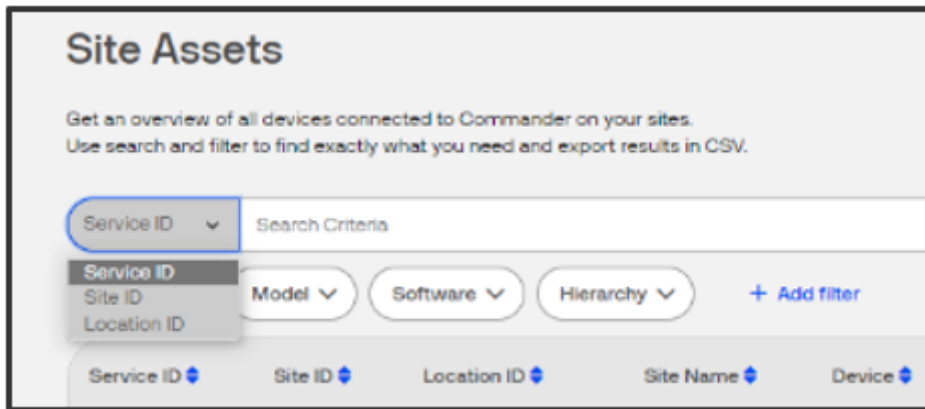 Site Assets
Get an overview of all devices connected to Commander on your sites.
Use search and filter to find exactly what you need and export results in CSV.
Service ID Search Criteria
Service ID
Site ID
Location ID
Model Software Hierarchy + Add filter
Service ID Site ID Location ID Site Name Device